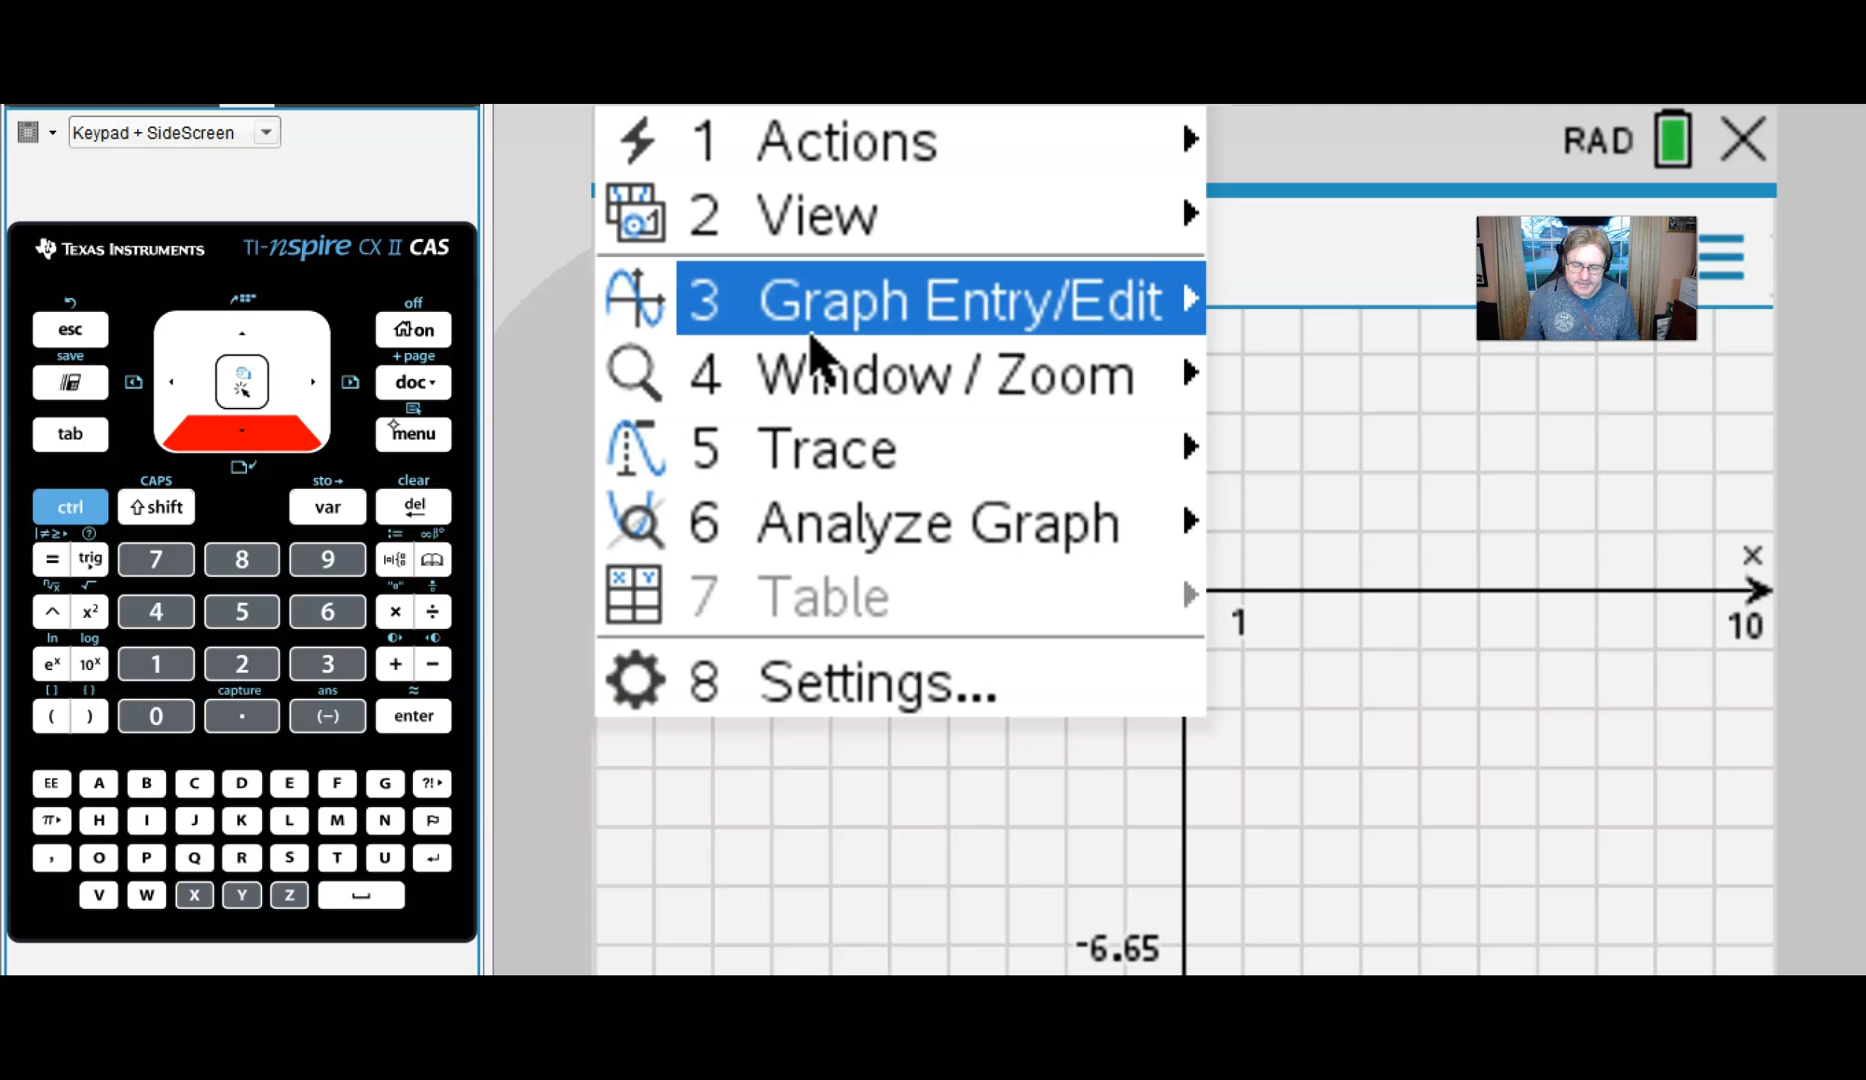 Keypad + SideScreen
TEXAS INSTRUMENTS TI-nspire CX II CAS
off
esc
on
save
+ page
doc
tab
menu
CAPS
sto→
clear
ctrl
shift
var
del
|≠≥▸
:=
∞β°
=
trig
7
8
9
ⁿ√x
√
"□"
^
x²
4
5
6
×
÷
ln
log
eˣ
10ˣ
1
2
3
+
−
[ ]
{ }
capture
ans
≈
(
)
0
.
(−)
enter
EE A B C D E F G ?!▸
π▸ H I J K L M N
, O P Q R S T U
V W X Y Z
1 Actions
2 View
3 Graph Entry/Edit
4 Window / Zoom
5 Trace
6 Analyze Graph
X Y
7 Table
8 Settings...
RAD
x
1
10
-6.65